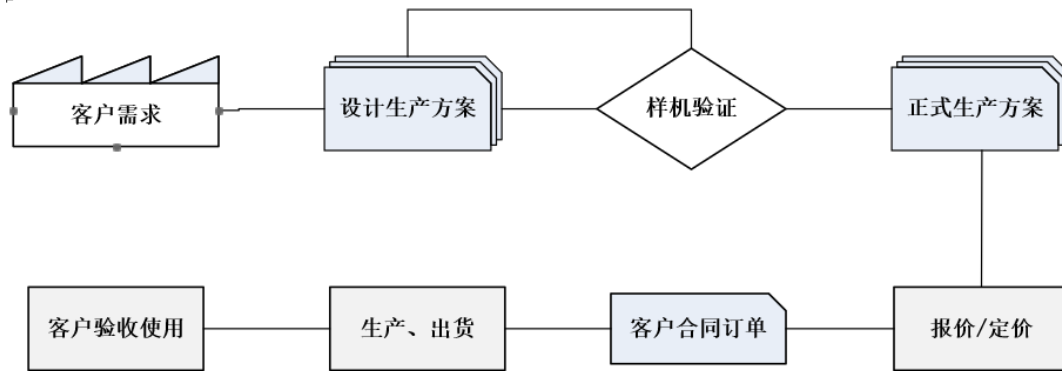 客户需求
设计生产方案
样机验证
正式生产方案
客户验收使用
生产、出货
客户合同订单
报价/定价